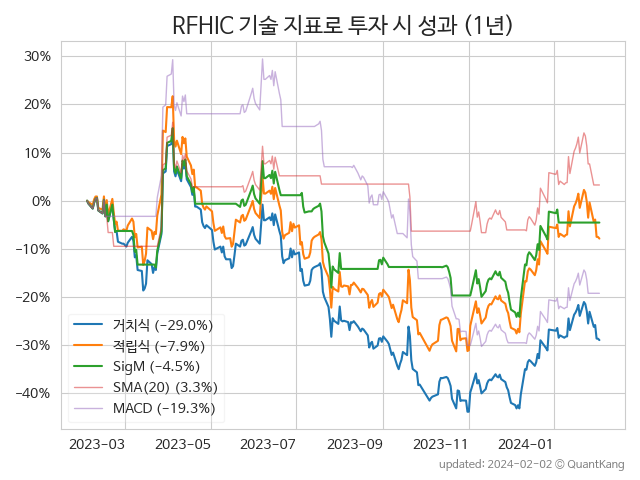 RFHIC 기술 지표로 투자 시 성과 (1년)
30%
20%
10%
0%
−10%
−20%
−30%
−40%
거치식 (−29.0%)
적립식 (−7.9%)
SigM (−4.5%)
SMA(20) (3.3%)
MACD (−19.3%)
2023−03 2023−05 2023−07 2023−09 2023−11 2024−01
updated: 2024-02-02 © QuantKang